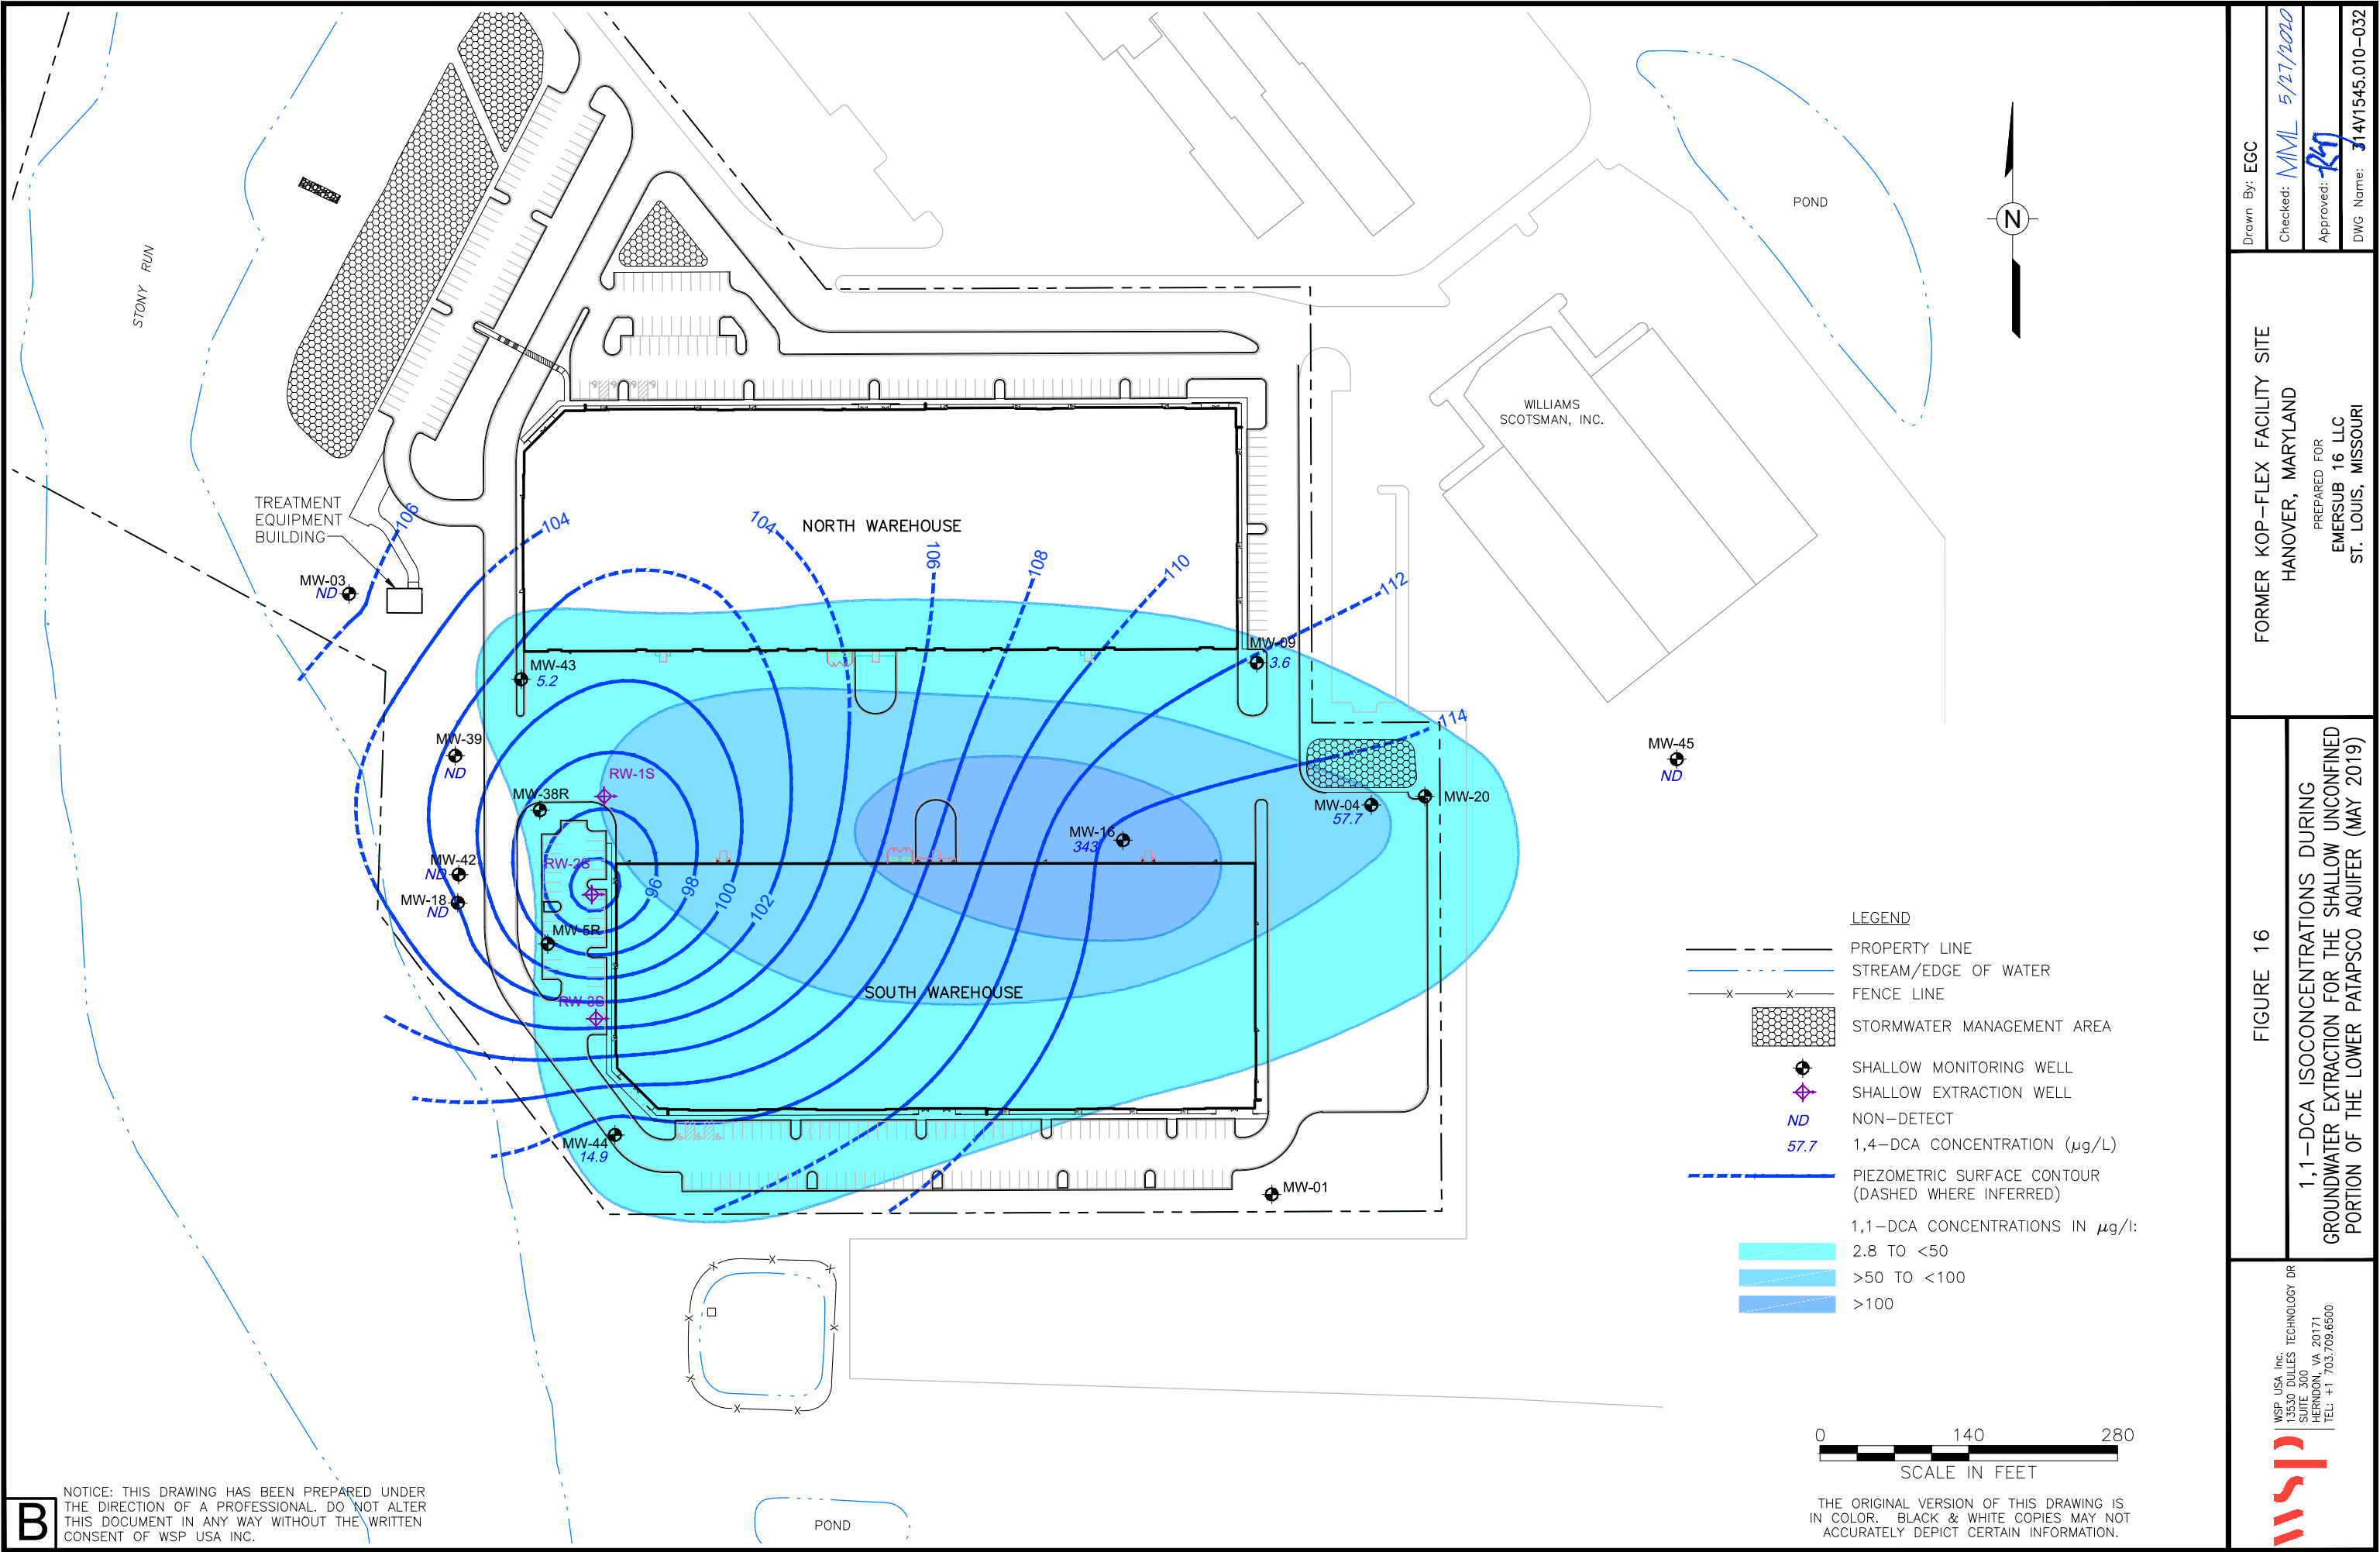 POND
STONY RUN
N
WILLIAMS
SCOTSMAN, INC.
TREATMENT
EQUIPMENT
BUILDING
106
104
104
NORTH WAREHOUSE
106
108
110
112
MW-03
ND
MW-43
5.2
MW-09
3.6
114
MW-39
ND
MW-45
ND
RW-1S
MW-38R
MW-04
57.7
MW-20
MW-16
343
MW-42
ND
RW-2S
MW-18
ND
96
98
100
102
MW-5R
RW-3S
SOUTH WAREHOUSE
MW-44
14.9
MW-01
LEGEND
PROPERTY LINE
STREAM/EDGE OF WATER
X X FENCE LINE
STORMWATER MANAGEMENT AREA
SHALLOW MONITORING WELL
SHALLOW EXTRACTION WELL
ND NON-DETECT
57.7 1,4-DCA CONCENTRATION (µg/L)
PIEZOMETRIC SURFACE CONTOUR
(DASHED WHERE INFERRED)
1,1-DCA CONCENTRATIONS IN µg/l:
2.8 TO <50
>50 TO <100
>100
X X X
X X
X X X
POND
0 140 280
SCALE IN FEET
THE ORIGINAL VERSION OF THIS DRAWING IS
IN COLOR. BLACK & WHITE COPIES MAY NOT
ACCURATELY DEPICT CERTAIN INFORMATION.
B
NOTICE: THIS DRAWING HAS BEEN PREPARED UNDER
THE DIRECTION OF A PROFESSIONAL. DO NOT ALTER
THIS DOCUMENT IN ANY WAY WITHOUT THE WRITTEN
CONSENT OF WSP USA INC.
Drawn By: EGC
Checked: MML 5/27/2020
Approved:
DWG Name: 314V1545.010-032
FORMER KOP-FLEX FACILITY SITE
HANOVER, MARYLAND
PREPARED FOR
EMERSUB 16 LLC
ST. LOUIS, MISSOURI
FIGURE 16
1,1-DCA ISOCONCENTRATIONS DURING
GROUNDWATER EXTRACTION FOR THE SHALLOW UNCONFINED
PORTION OF THE LOWER PATAPSCO AQUIFER (MAY 2019)
wsp
WSP USA Inc.
13530 DULLES TECHNOLOGY DR
SUITE 300
HERNDON, VA 20171
TEL: +1 703.709.6500